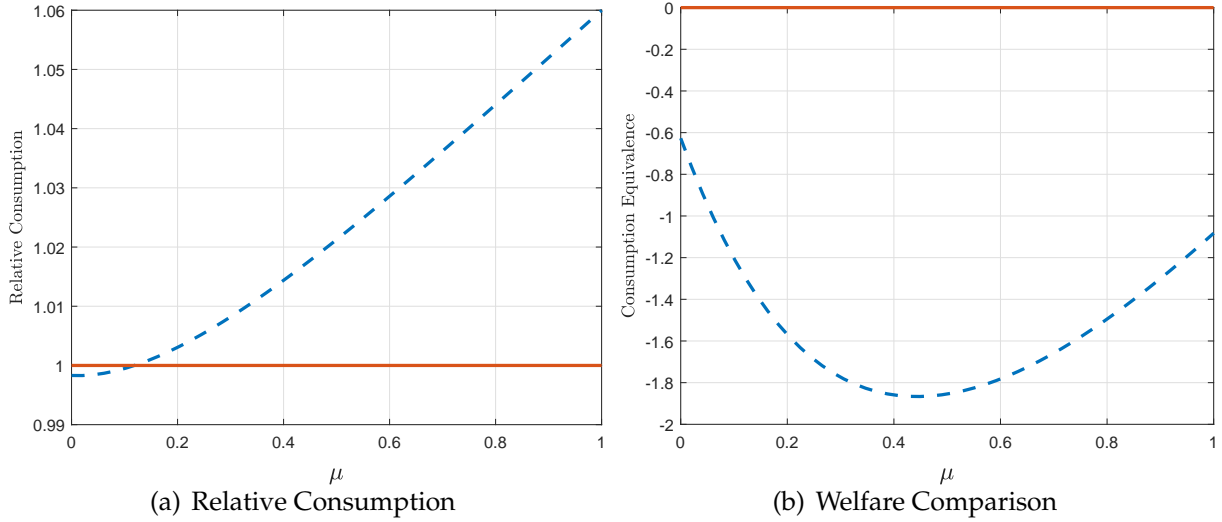 1.06
1.05
1.04
1.03
1.02
1.01
1
0.99
Relative Consumption
0 0.2 0.4 0.6 0.8 1
μ
(a) Relative Consumption
0
-0.2
-0.4
-0.6
-0.8
-1
-1.2
-1.4
-1.6
-1.8
-2
Consumption Equivalence
0 0.2 0.4 0.6 0.8 1
μ
(b) Welfare Comparison